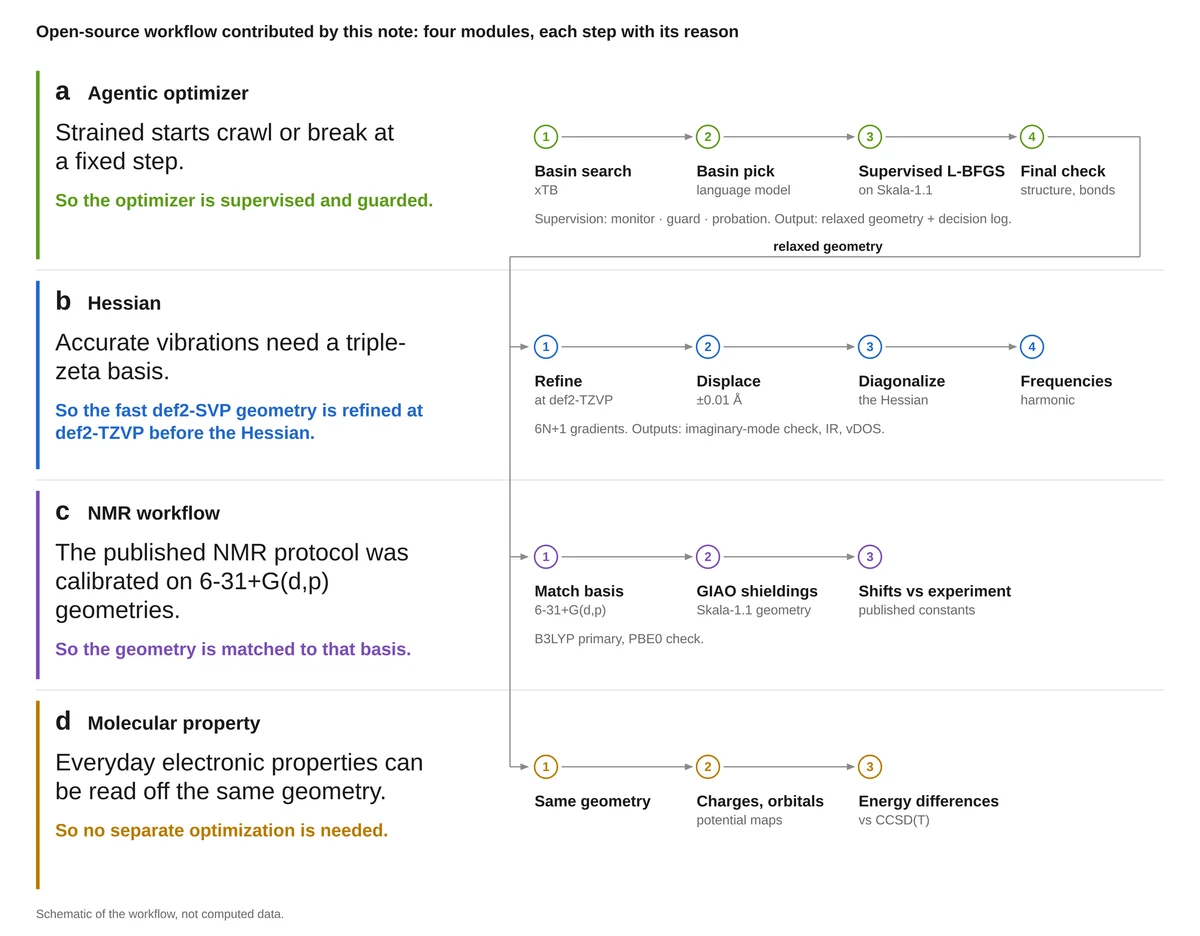 Open-source workflow contributed by this note: four modules, each step with its reason
a Agentic optimizer
Strained starts crawl or break at
a fixed step.
So the optimizer is supervised and guarded.
1 2 3 4
Basin search Basin pick Supervised L-BFGS Final check
xTB language model on Skala-1.1 structure, bonds
Supervision: monitor · guard · probation. Output: relaxed geometry + decision log.
relaxed geometry
b Hessian
Accurate vibrations need a triple-
zeta basis.
So the fast def2-SVP geometry is refined at
def2-TZVP before the Hessian.
1 2 3 4
Refine Displace Diagonalize Frequencies
at def2-TZVP ±0.01 Å the Hessian harmonic
6N+1 gradients. Outputs: imaginary-mode check, IR, vDOS.
c NMR workflow
The published NMR protocol was
calibrated on 6-31+G(d,p)
geometries.
So the geometry is matched to that basis.
1 2 3
Match basis GIAO shieldings Shifts vs experiment
6-31+G(d,p) Skala-1.1 geometry published constants
B3LYP primary, PBE0 check.
d Molecular property
Everyday electronic properties can
be read off the same geometry.
So no separate optimization is needed.
1 2 3
Same geometry Charges, orbitals Energy differences
potential maps vs CCSD(T)
Schematic of the workflow, not computed data.